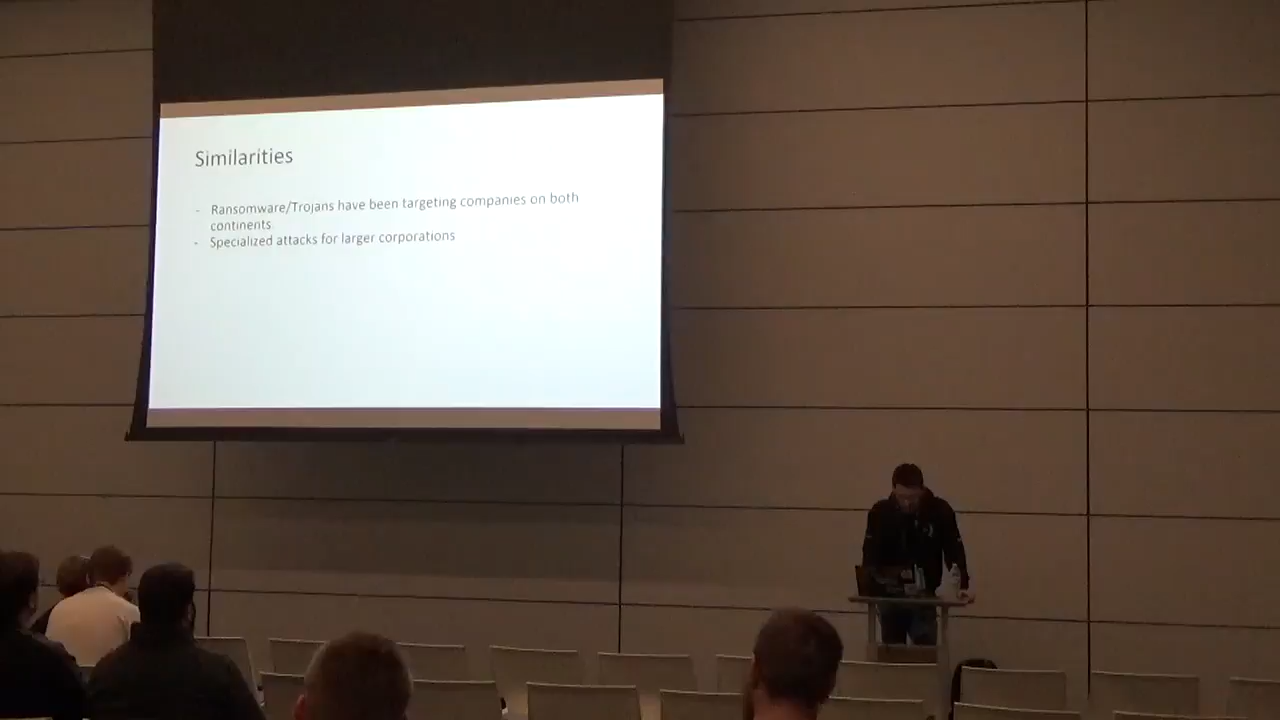 Similarities
- Ransomware/Trojans have been targeting companies on both
continents
- Specialized attacks for larger corporations